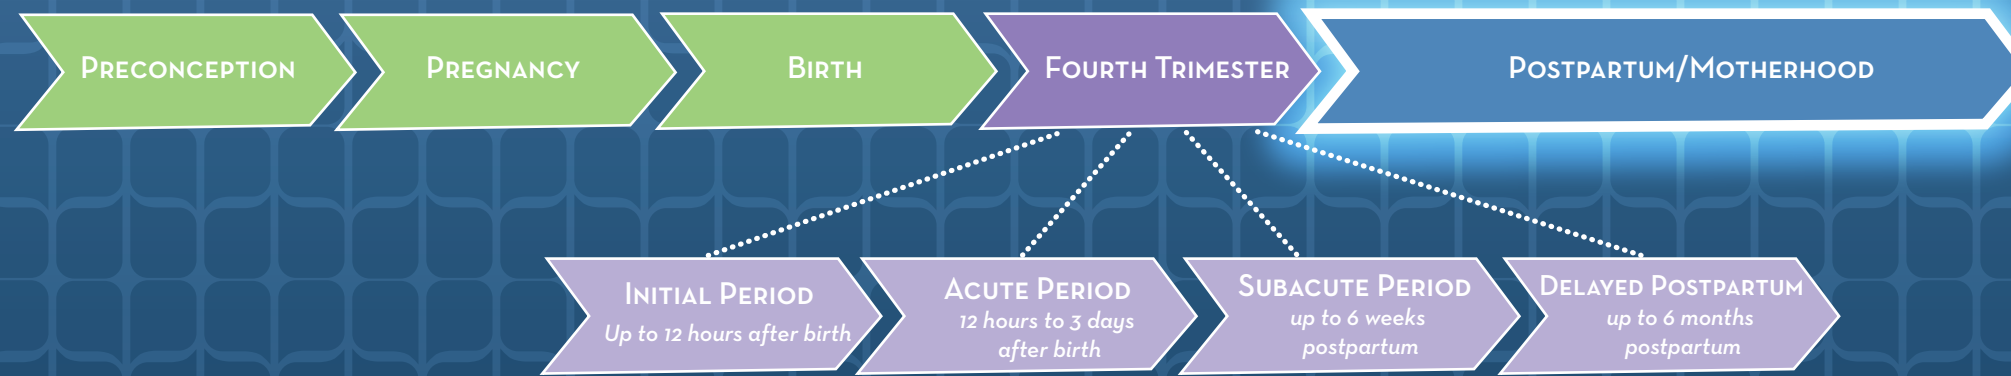 Preconception
Pregnancy
Birth
Fourth Trimester
Postpartum/Motherhood
Initial Period
Up to 12 hours after birth
Acute Period
12 hours to 3 days
after birth
Subacute Period
up to 6 weeks
postpartum
Delayed Postpartum
up to 6 months
postpartum